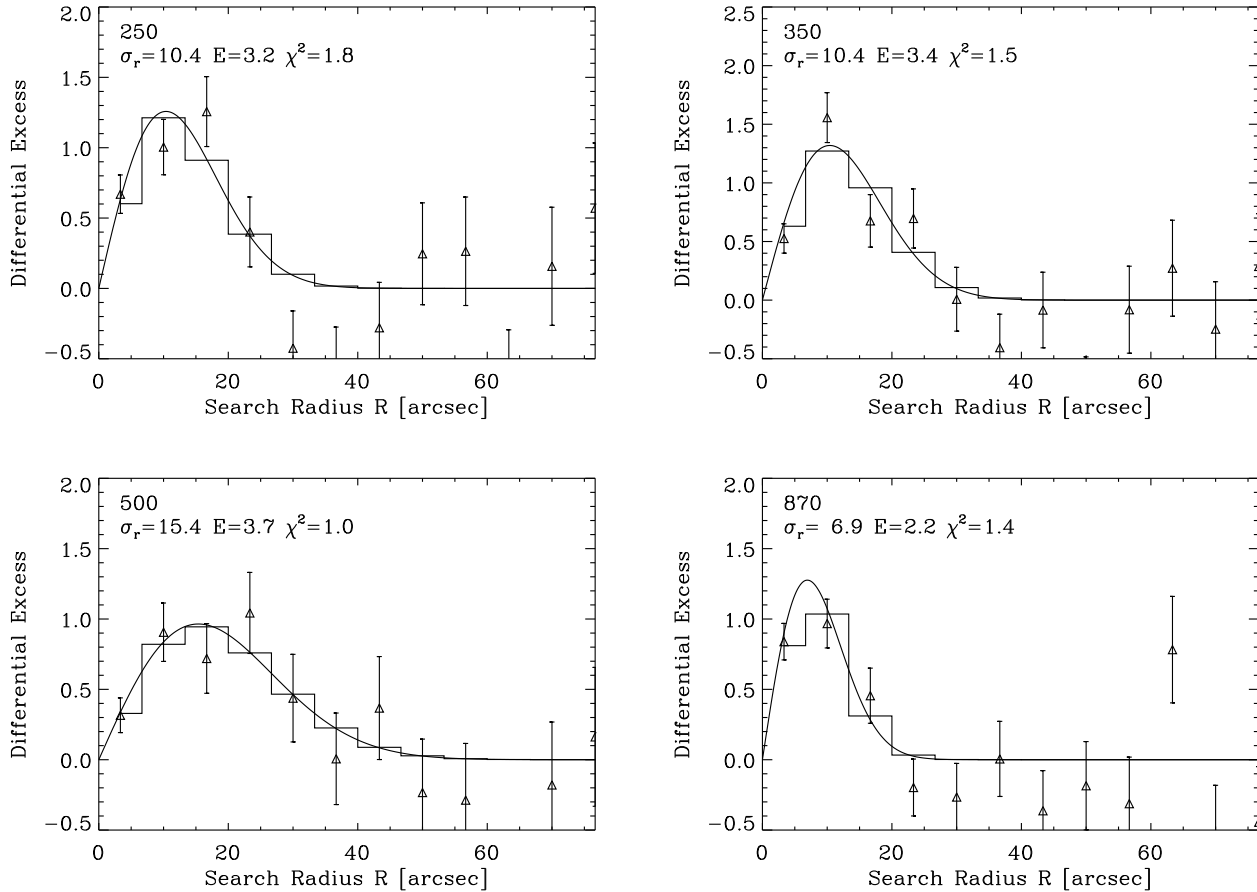 250
σr=10.4 E=3.2 χ²=1.8
Differential Excess
2.0
1.5
1.0
0.5
0.0
−0.5
0 20 40 60
Search Radius R [arcsec]
350
σr=10.4 E=3.4 χ²=1.5
Differential Excess
2.5
2.0
1.5
1.0
0.5
0.0
−0.5
0 20 40 60
Search Radius R [arcsec]
500
σr=15.4 E=3.7 χ²=1.0
Differential Excess
2.0
1.5
1.0
0.5
0.0
−0.5
0 20 40 60
Search Radius R [arcsec]
870
σr= 6.9 E=2.2 χ²=1.4
Differential Excess
2.0
1.5
1.0
0.5
0.0
−0.5
0 20 40 60
Search Radius R [arcsec]